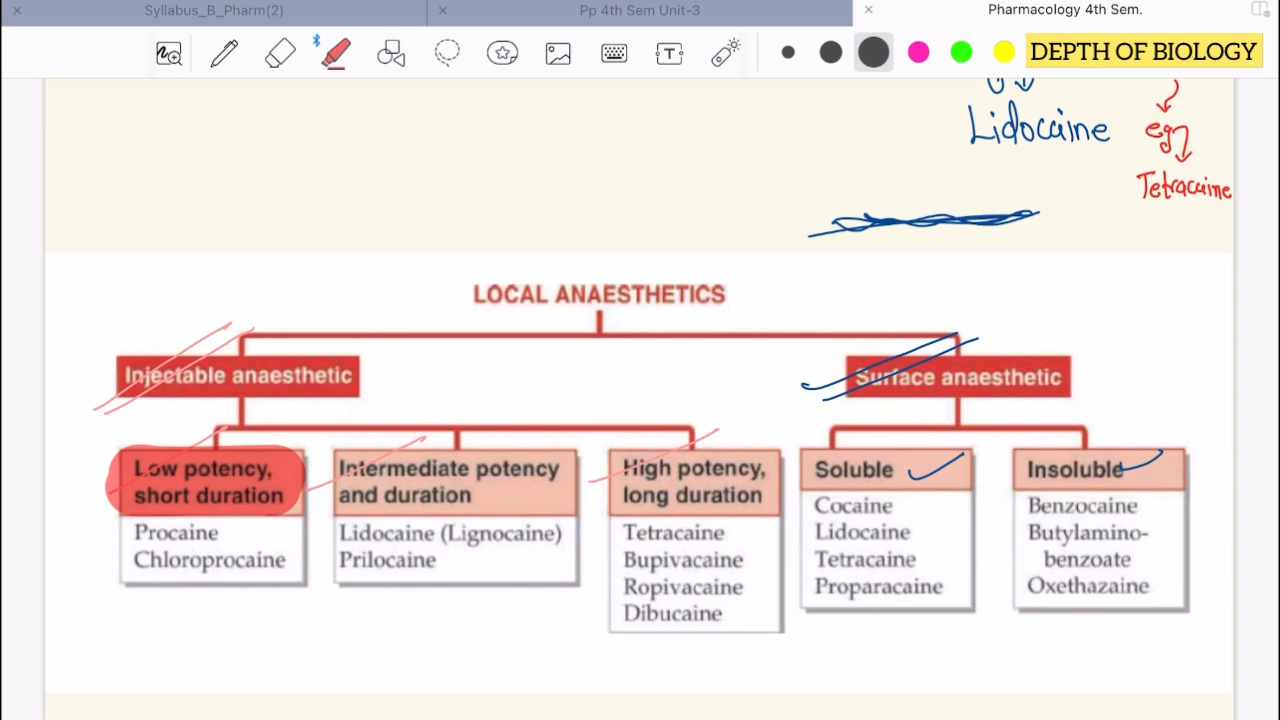 Syllabus_B_Pharm(2)
Pp 4th Sem Unit-3
Pharmacology 4th Sem.
DEPTH OF BIOLOGY
Lidocaine
eg
Tetracaine
LOCAL ANAESTHETICS
Injectable anaesthetic
Surface anaesthetic
Low potency,
short duration
Procaine
Chloroprocaine
Intermediate potency
and duration
Lidocaine (Lignocaine)
Prilocaine
High potency,
long duration
Tetracaine
Bupivacaine
Ropivacaine
Dibucaine
Soluble
Cocaine
Lidocaine
Tetracaine
Proparacaine
Insoluble
Benzocaine
Butylamino-
benzoate
Oxethazaine